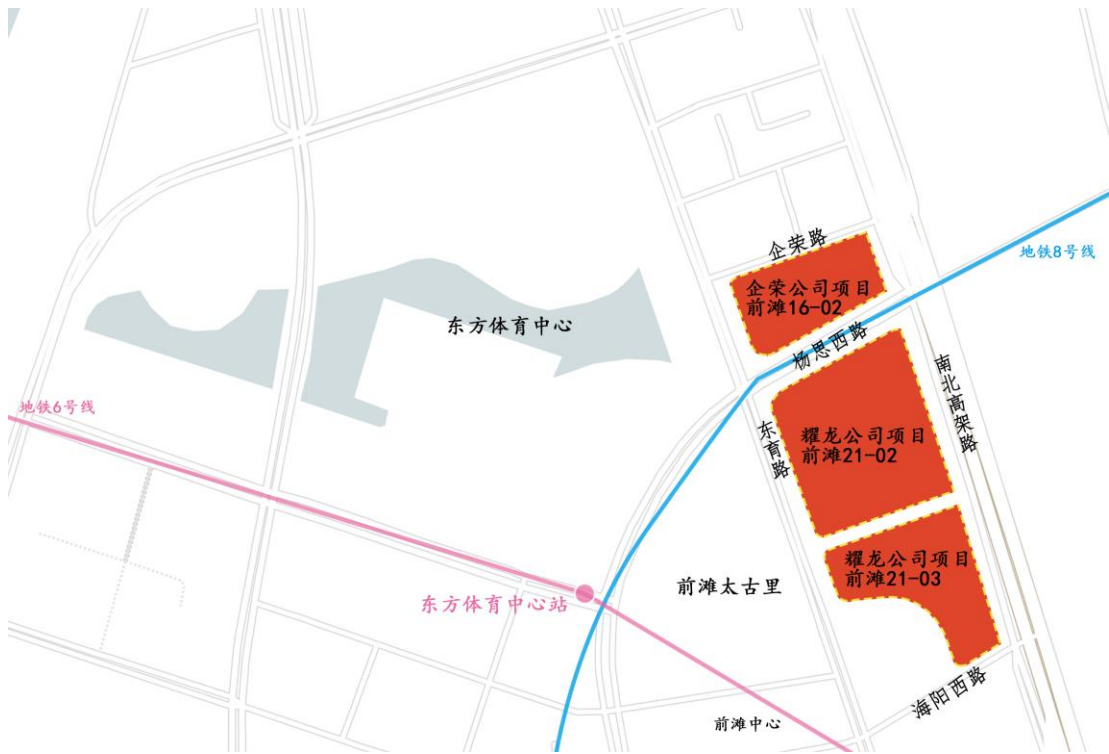 企荣路
地铁8号线
企荣公司项目
前滩16-02
东方体育中心
杨思西路
南北高架路
地铁6号线
东育路
耀龙公司项目
前滩21-02
耀龙公司项目
前滩21-03
前滩太古里
东方体育中心站
海阳西路
前滩中心